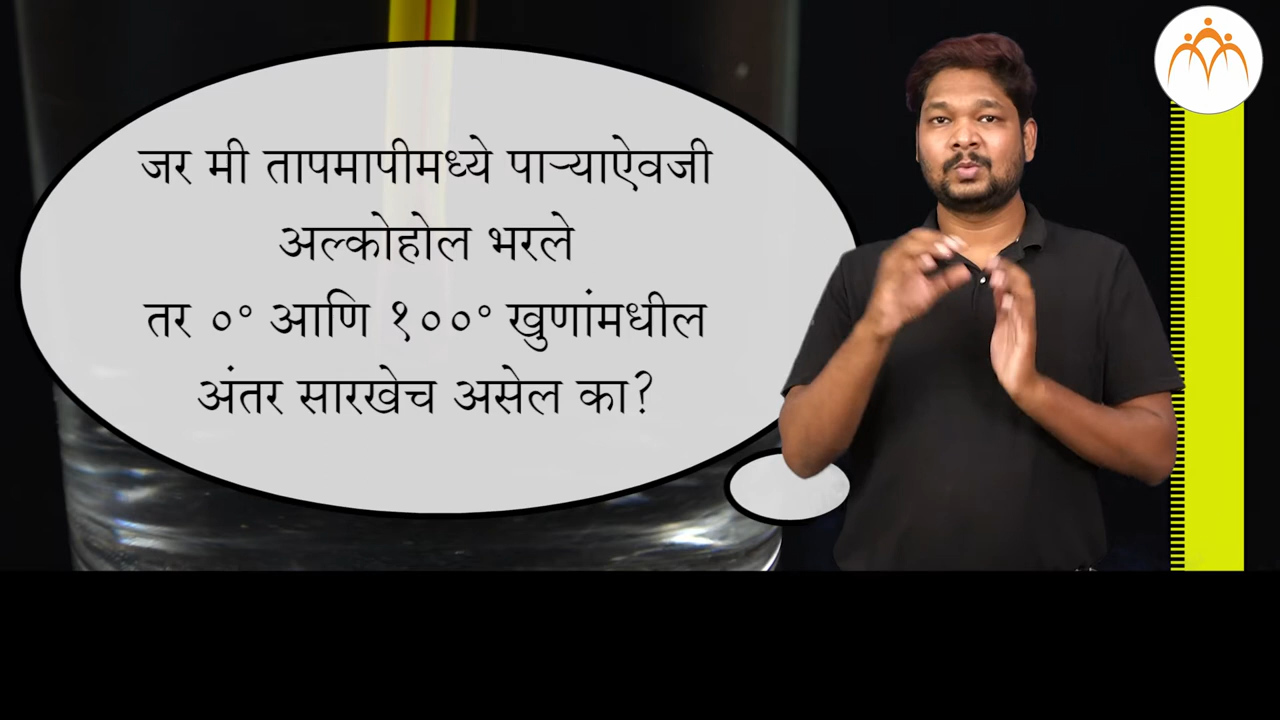 जर मी तापमापीमध्ये पाऱ्याऐवजी
अल्कोहोल भरले
तर ०° आणि १००° खुणांमधील
अंतर सारखेच असेल का?